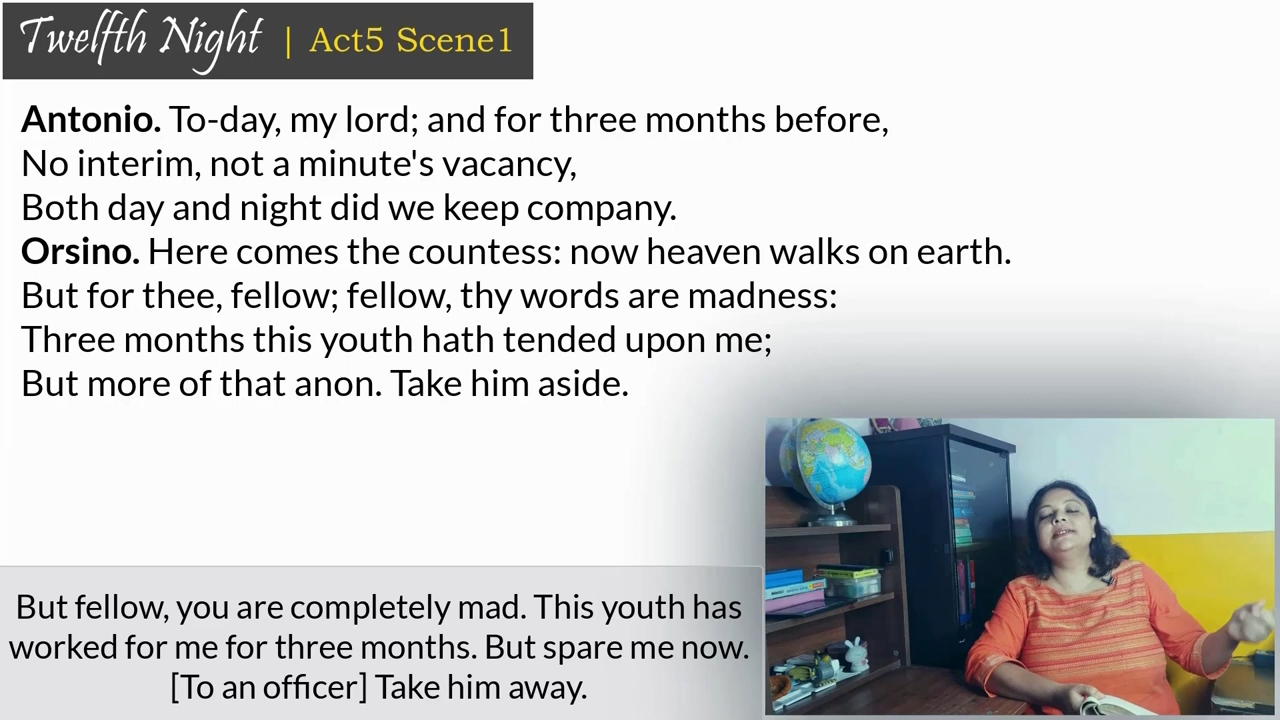 Twelfth Night | Act5 Scene1
Antonio. To-day, my lord; and for three months before,
No interim, not a minute's vacancy,
Both day and night did we keep company.
Orsino. Here comes the countess: now heaven walks on earth.
But for thee, fellow; fellow, thy words are madness:
Three months this youth hath tended upon me;
But more of that anon. Take him aside.
But fellow, you are completely mad. This youth has
worked for me for three months. But spare me now.
[To an officer] Take him away.